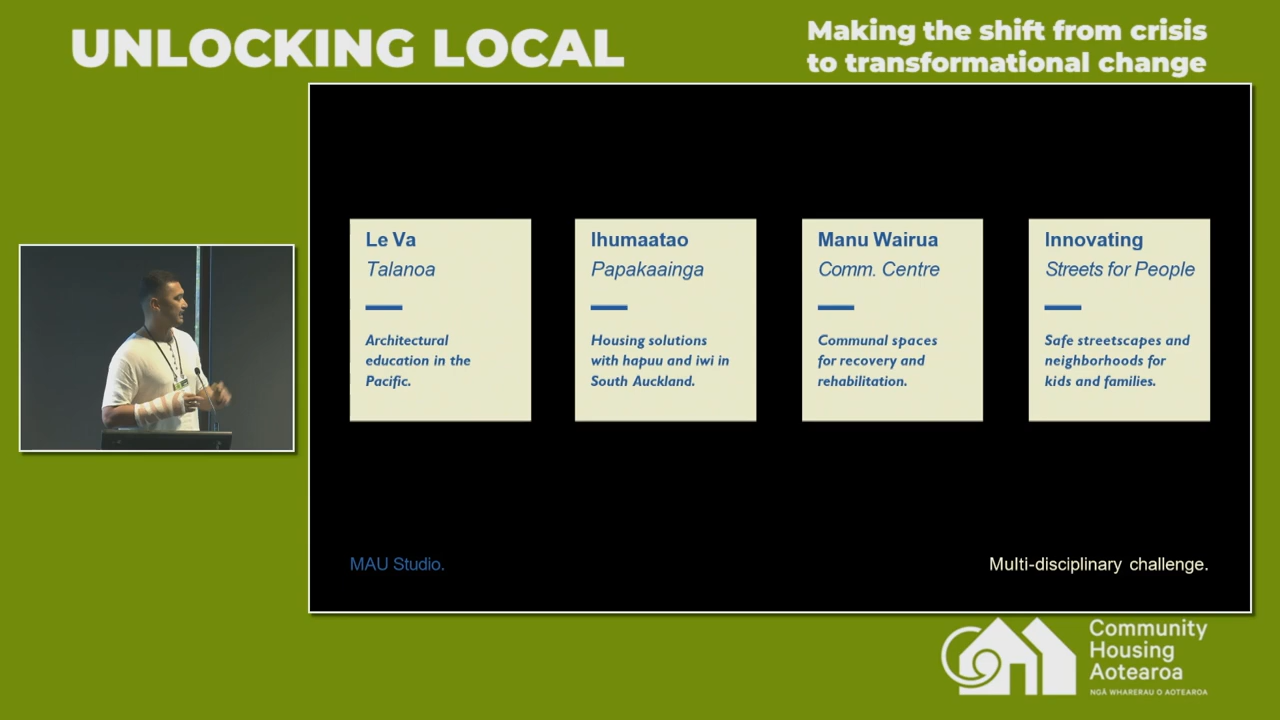 UNLOCKING LOCAL
Making the shift from crisis
to transformational change
Le Va
Talanoa
Architectural
education in the
Pacific.
Ihumaatao
Papakaainga
Housing solutions
with hapuu and iwi in
South Auckland.
Manu Wairua
Comm. Centre
Communal spaces
for recovery and
rehabilitation.
Innovating
Streets for People
Safe streetscapes and
neighborhoods for
kids and families.
MAU Studio.
Multi-disciplinary challenge.
Community
Housing
Aotearoa
NGĀ WHARERAU O AOTEAROA